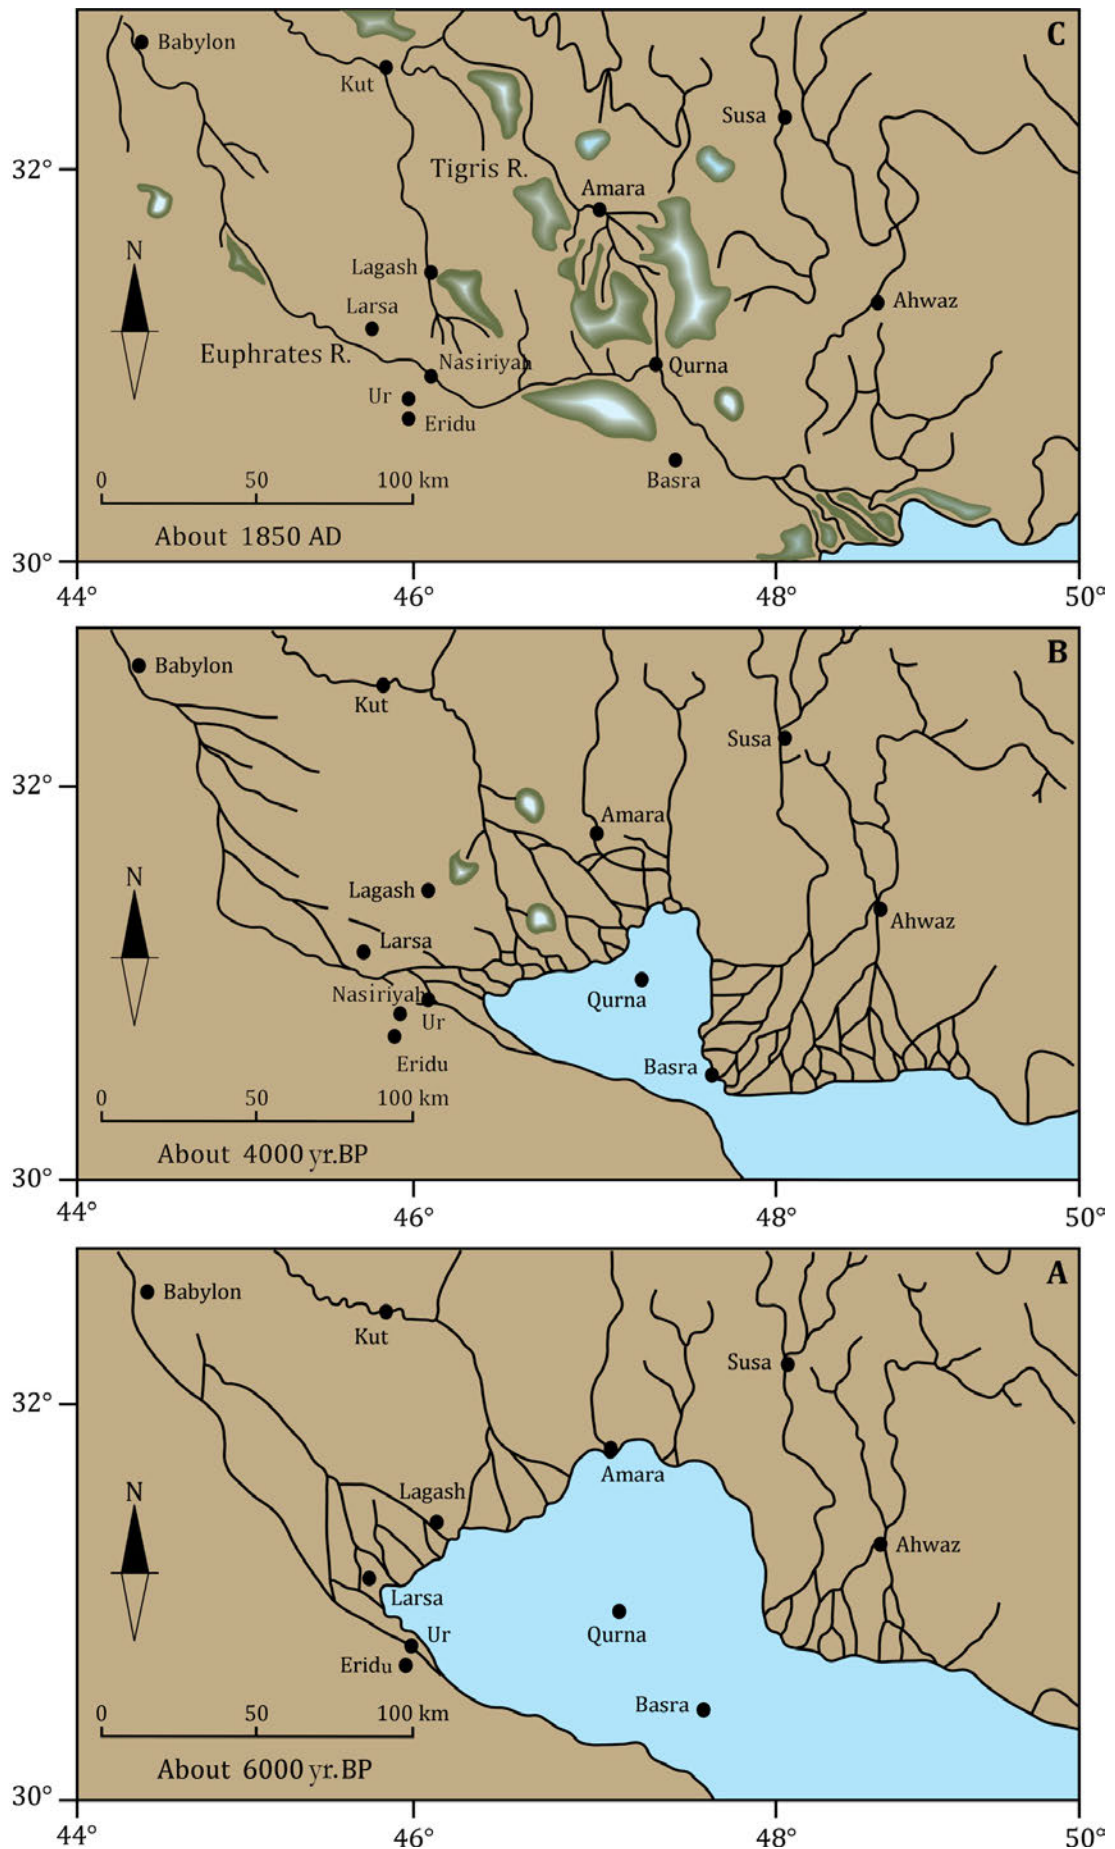 C
Babylon
Kut
Susa
32°
Tigris R.
Amara
N
Lagash
Larsa
Ahwaz
Euphrates R.
Nasiriyah
Qurna
Ur
Eridu
Basra
0 50 100 km
About 1850 AD
30°
44° 46° 48° 50°
B
Babylon
Kut
Susa
32°
Amara
N
Lagash
Ahwaz
Larsa
Nasiriyah
Qurna
Ur
Eridu
Basra
0 50 100 km
About 4000 yr.BP
30°
44° 46° 48° 50°
A
Babylon
Kut
Susa
32°
Amara
Lagash
N
Ahwaz
Larsa
Ur
Qurna
Eridu
Basra
0 50 100 km
About 6000 yr.BP
30°
44° 46° 48° 50°